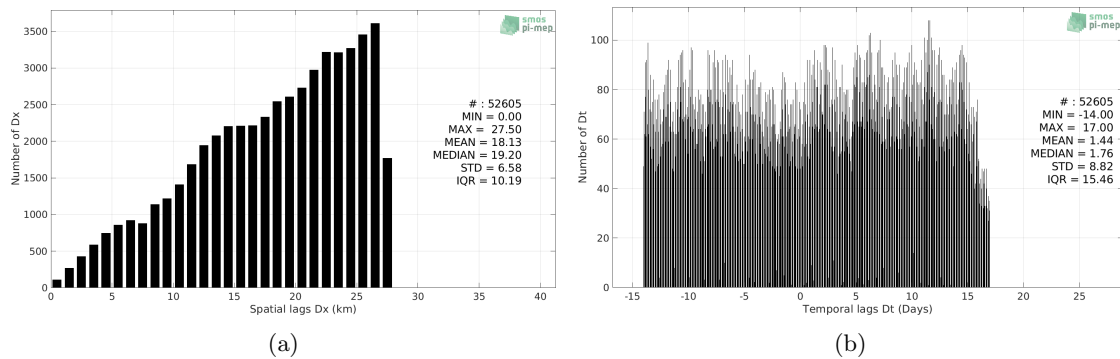 3500
3000
2500
2000
1500
1000
500
0
Number of Dx
0 5 10 15 20 25 30 35 40
Spatial lags Dx (km)
smos
pi-mep
# : 52605
MIN = 0.00
MAX = 27.50
MEAN = 18.13
MEDIAN = 19.20
STD = 6.58
IQR = 10.19
(a)
100
80
60
40
20
0
Number of Dt
-15 -10 -5 0 5 10 15 20 25
Temporal lags Dt (Days)
smos
pi-mep
# : 52605
MIN = -14.00
MAX = 17.00
MEAN = 1.44
MEDIAN = 1.76
STD = 8.82
IQR = 15.46
(b)